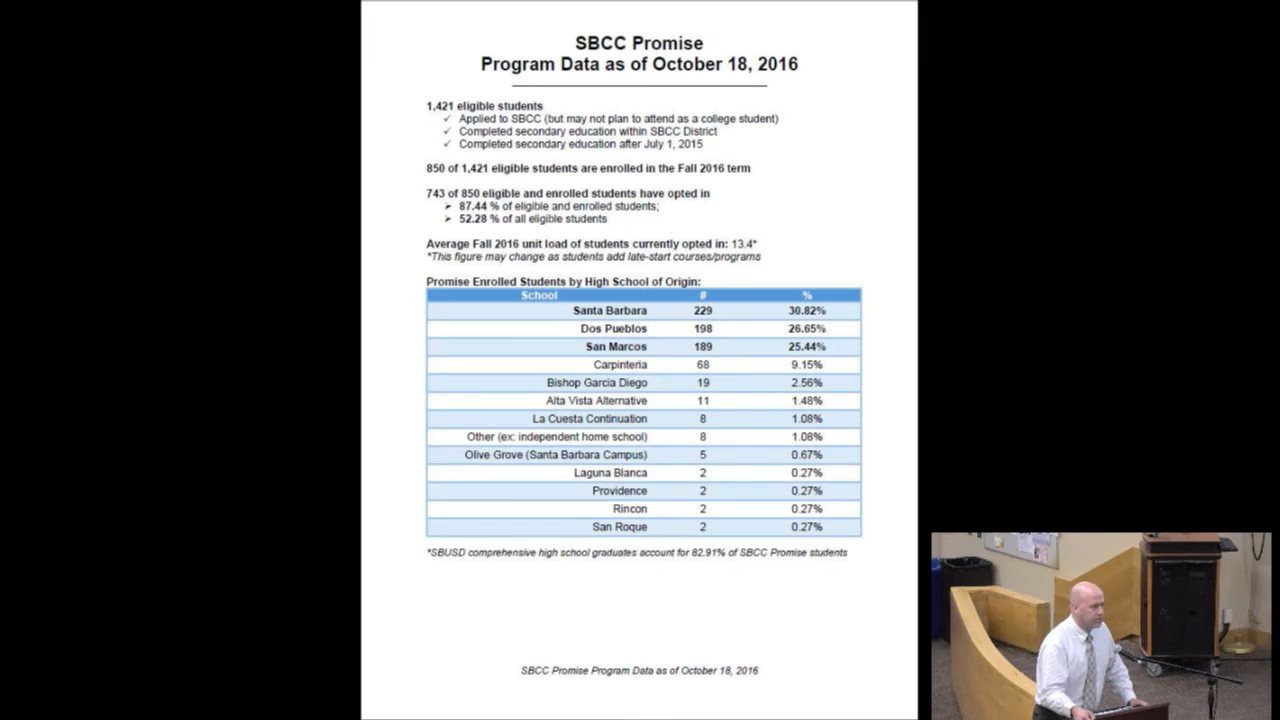 SBCC Promise
Program Data as of October 18, 2016
1,421 eligible students
✓ Applied to SBCC (but may not plan to attend as a college student)
✓ Completed secondary education within SBCC District
✓ Completed secondary education after July 1, 2015
850 of 1,421 eligible students are enrolled in the Fall 2016 term
743 of 850 eligible and enrolled students have opted in
➢ 87.44 % of eligible and enrolled students;
➢ 52.28 % of all eligible students
Average Fall 2016 unit load of students currently opted in: 13.4*
*This figure may change as students add late-start courses/programs
Promise Enrolled Students by High School of Origin:
School # %
Santa Barbara 229 30.82%
Dos Pueblos 198 26.65%
San Marcos 189 25.44%
Carpinteria 68 9.15%
Bishop Garcia Diego 19 2.56%
Alta Vista Alternative 11 1.48%
La Cuesta Continuation 8 1.08%
Other (ex: independent home school) 8 1.08%
Olive Grove (Santa Barbara Campus) 5 0.67%
Laguna Blanca 2 0.27%
Providence 2 0.27%
Rincon 2 0.27%
San Roque 2 0.27%
*SBUSD comprehensive high school graduates account for 82.91% of SBCC Promise students
SBCC Promise Program Data as of October 18, 2016